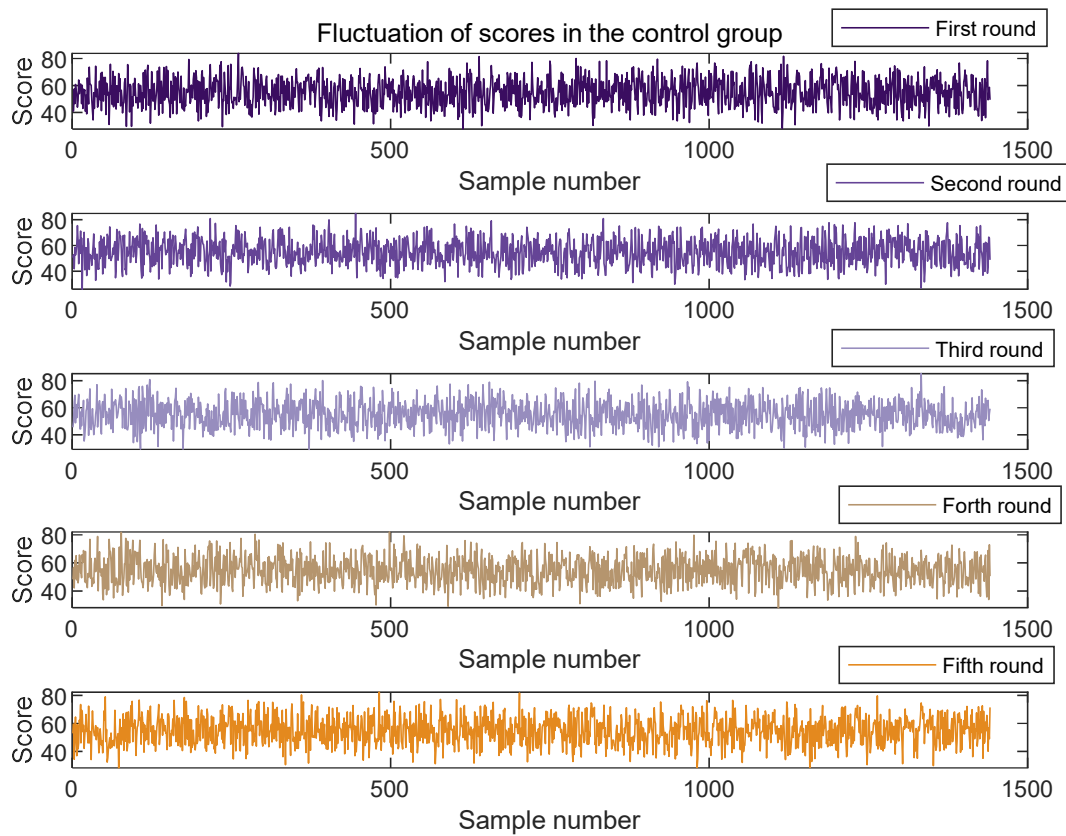 First round
Fluctuation of scores in the control group
80
60
40
Score
0 500 1000 1500
Sample number
Second round
80
60
40
Score
0 500 1000 1500
Sample number
Third round
80
60
40
Score
0 500 1000 1500
Sample number
Forth round
80
60
40
Score
0 500 1000 1500
Sample number
Fifth round
80
60
40
Score
0 500 1000 1500
Sample number